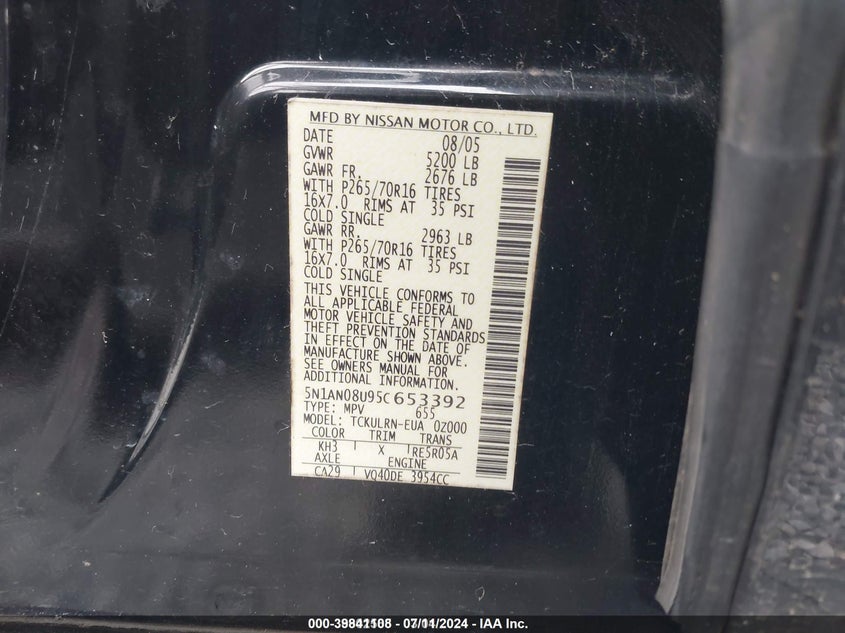 MFD BY NISSAN MOTOR CO., LTD.
DATE 08/05
GVWR 5200 LB
GAWR FR. 2676 LB
WITH P265/70R16 TIRES
16X7.0 RIMS AT 35 PSI
COLD SINGLE
GAWR RR. 2963 LB
WITH P265/70R16 TIRES
16X7.0 RIMS AT 35 PSI
COLD SINGLE
THIS VEHICLE CONFORMS TO
ALL APPLICABLE FEDERAL
MOTOR VEHICLE SAFETY AND
THEFT PREVENTION STANDARDS
IN EFFECT ON THE DATE OF
MANUFACTURE SHOWN ABOVE.
SEE OWNERS MANUAL FOR
ADDITIONAL INFORMATION.
5N1AN08U95C653392
TYPE: MPV 655
MODEL: TCKULRN-EUA 0Z000
COLOR TRIM TRANS
KH3 X RE5R05A
AXLE ENGINE
CA29 VQ40DE 3954CC
07/11/2024 - IAA Inc.